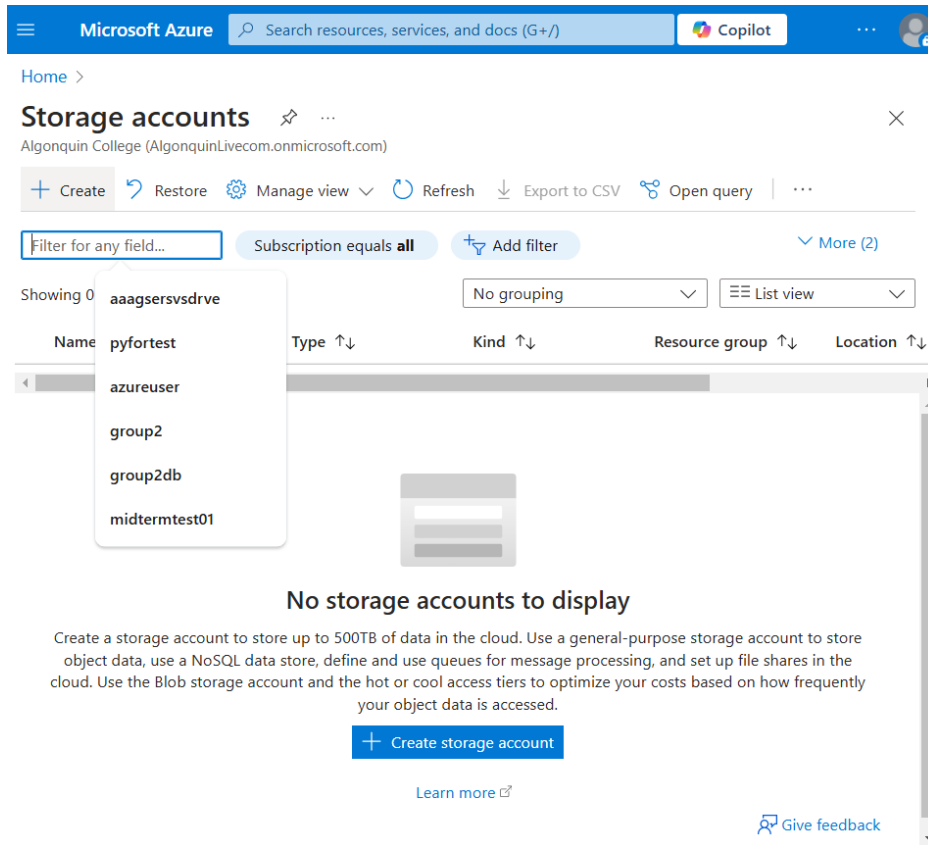 Microsoft Azure Search resources, services, and docs (G+/) Copilot ...
Home >
Storage accounts ...
Algonquin College (AlgonquinLivecom.onmicrosoft.com)
+ Create Restore Manage view Refresh Export to CSV Open query ...
Filter for any field... Subscription equals all Add filter More (2)
Showing 0 No grouping List view
Name Type ↑↓ Kind ↑↓ Resource group ↑↓ Location ↑↓
aaagsersvsdrve
pyfortest
azureuser
group2
group2db
midtermtest01
No storage accounts to display
Create a storage account to store up to 500TB of data in the cloud. Use a general-purpose storage account to store
object data, use a NoSQL data store, define and use queues for message processing, and set up file shares in the
cloud. Use the Blob storage account and the hot or cool access tiers to optimize your costs based on how frequently
your object data is accessed.
+ Create storage account
Learn more
Give feedback